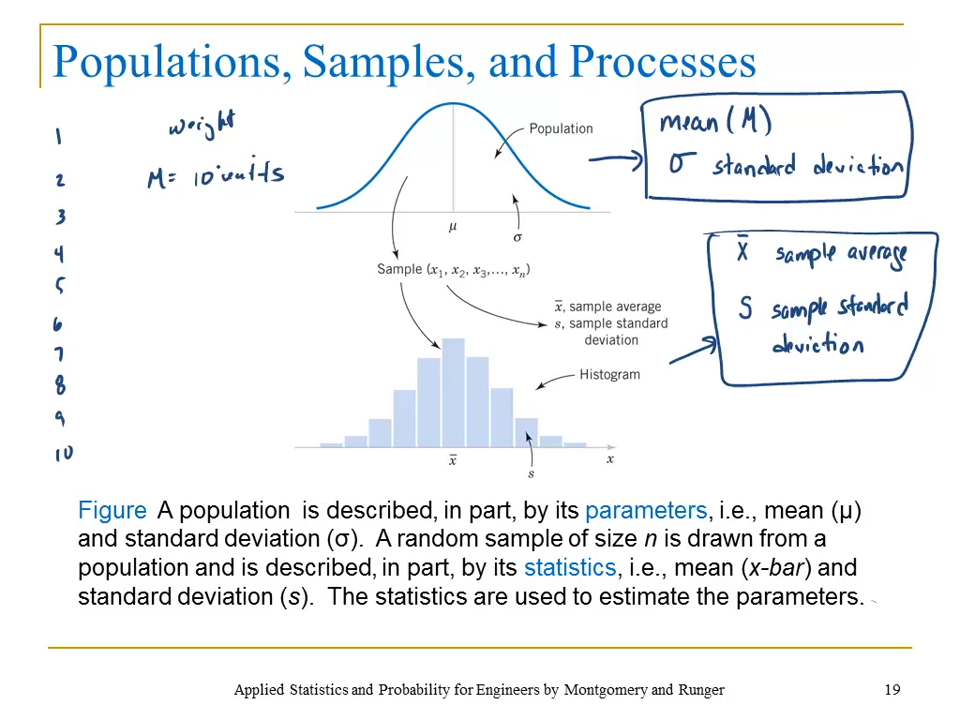 Populations, Samples, and Processes
1
2
3
4
5
6
7
8
9
10
weight
M= 10 units
Population
μ
σ
mean (M)
σ standard deviction
Sample (x1, x2, x3,..., xn)
x̄, sample average
s, sample standard
deviation
x̄ sample average
S sample standard
deviction
Histogram
x̄
x
s
Figure A population is described, in part, by its parameters, i.e., mean (μ)
and standard deviation (σ). A random sample of size n is drawn from a
population and is described, in part, by its statistics, i.e., mean (x-bar) and
standard deviation (s). The statistics are used to estimate the parameters.
Applied Statistics and Probability for Engineers by Montgomery and Runger
19